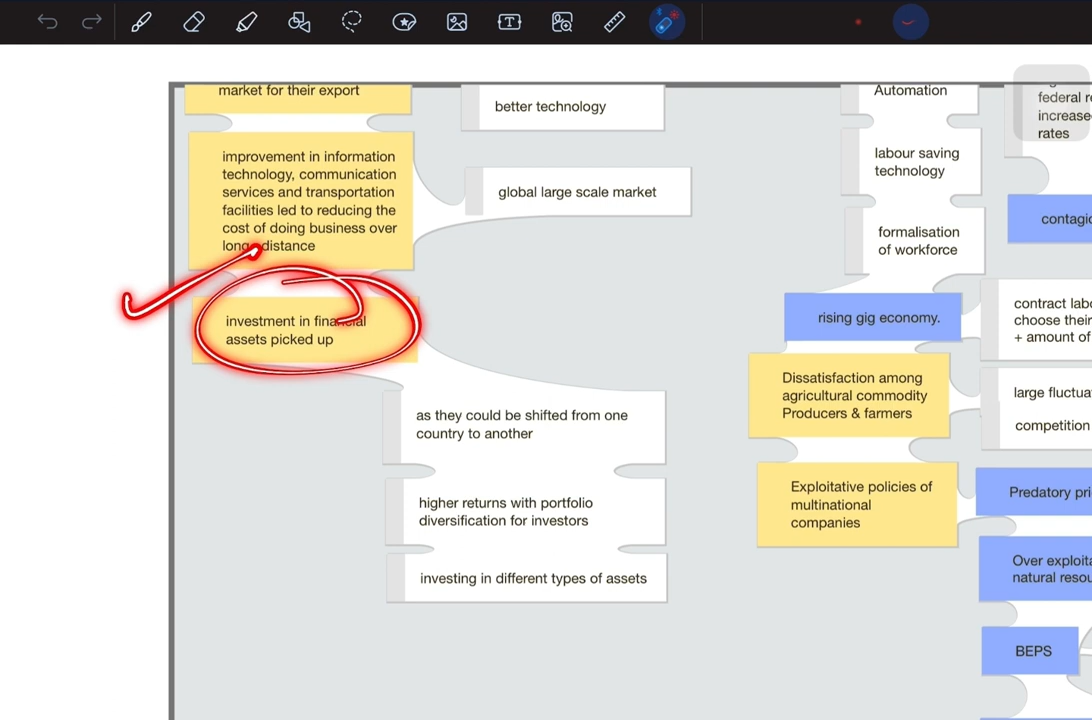 market for their export
improvement in information
technology, communication
services and transportation
facilities led to reducing the
cost of doing business over
long distance
investment in financial
assets picked up
better technology
global large scale market
as they could be shifted from one
country to another
higher returns with portfolio
diversification for investors
investing in different types of assets
Automation
labour saving
technology
formalisation
of workforce
rising gig economy.
Dissatisfaction among
agricultural commodity
Producers & farmers
Exploitative policies of
multinational
companies
federal
increase
rates
contract
choose their
+ amount of
large
competition
Predatory
Over
natural
BEPS